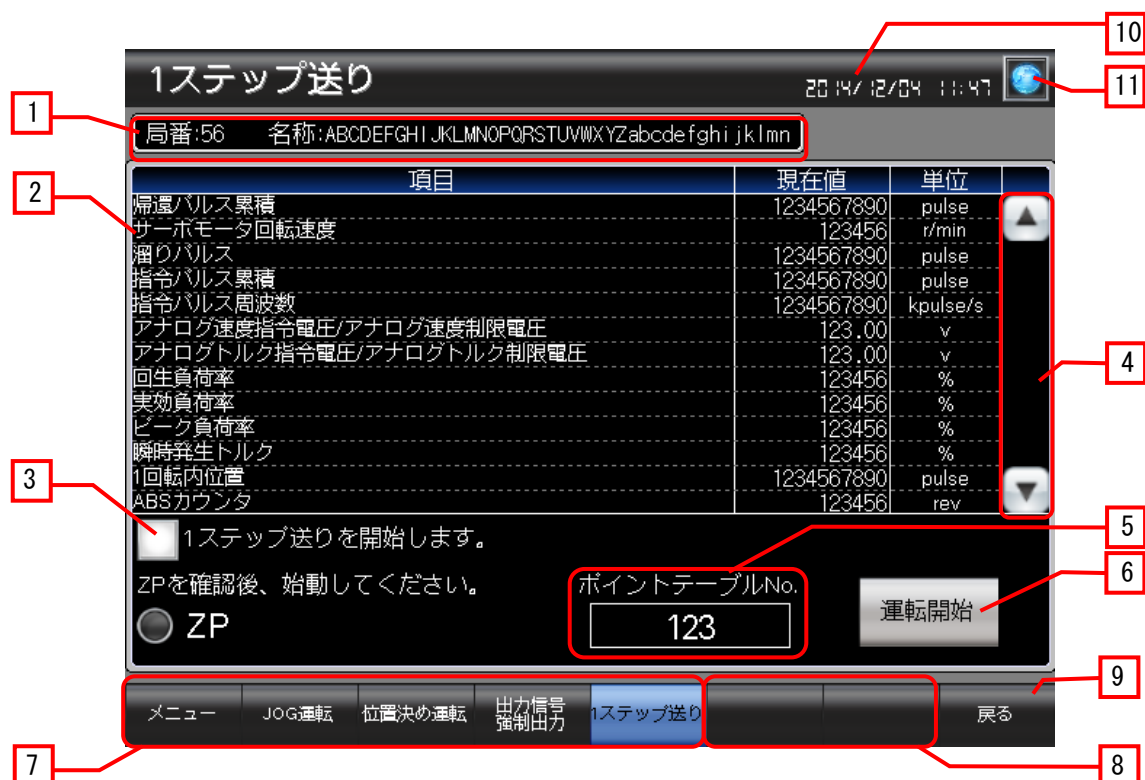 10
1ステップ送り 2014/12/04 11:47
11
1
局番:56 名称:ABCDEFGHIJKLMNOPQRSTUVWXYZabcdefghijklmn
2
項目 現在値 単位
帰還パルス累積 1234567890 pulse
サーボモータ回転速度 123456 r/min
溜りパルス 1234567890 pulse
指令パルス累積 1234567890 pulse
指令パルス周波数 1234567890 kpulse/s
アナログ速度指令電圧/アナログ速度制限電圧 123.00 v
アナログトルク指令電圧/アナログトルク制限電圧 123.00 v
4
回生負荷率 123456 %
実効負荷率 123456 %
ピーク負荷率 123456 %
瞬時発生トルク 123456 %
3
1回転内位置 1234567890 pulse
ABSカウンタ 123456 rev
5
1ステップ送りを開始します。
6
ZPを確認後、始動してください。 ポイントテーブルNo.
運転開始
ZP 123
9
メニュー JOG運転 位置決め運転 出力信号 1ステップ送り 戻る
強制出力
7
8